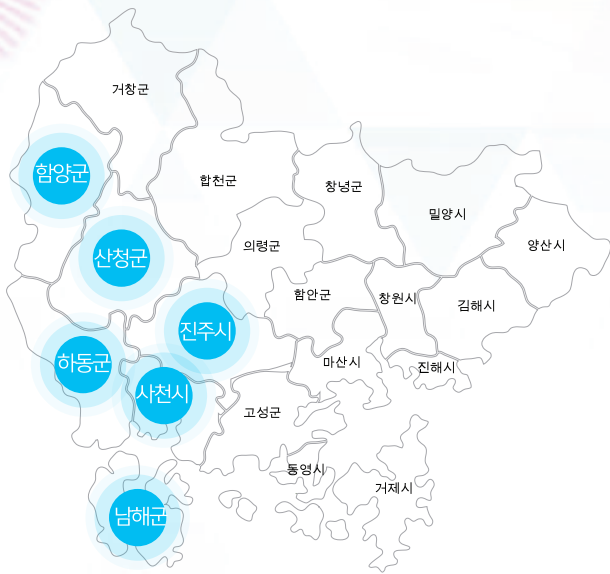 거창군
함양군
합천군
창녕군
밀양시
양산시
산청군
의령군
함안군
창원시
김해시
진주시
하동군
사천시
마산시
진해시
고성군
동영시
거제시
남해군